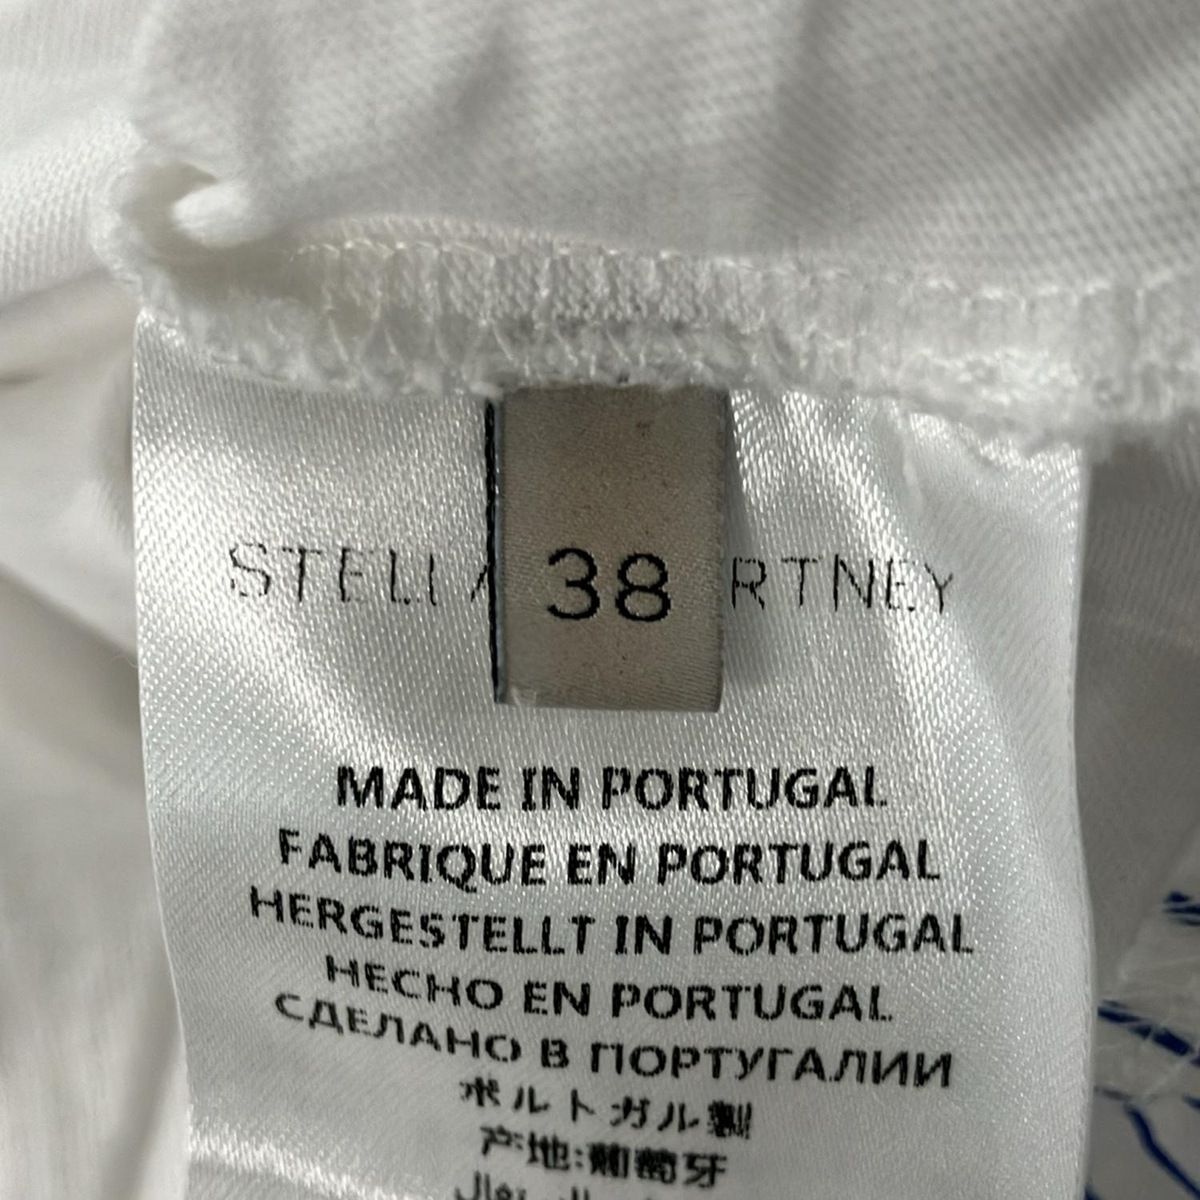 STELLA RTNEY
38
MADE IN PORTUGAL
FABRIQUE EN PORTUGAL
HERGESTELLT IN PORTUGAL
HECHO EN PORTUGAL
СДЕЛАНО В ПОРТУГАЛИИ
ポルトガル製
产地:葡萄牙